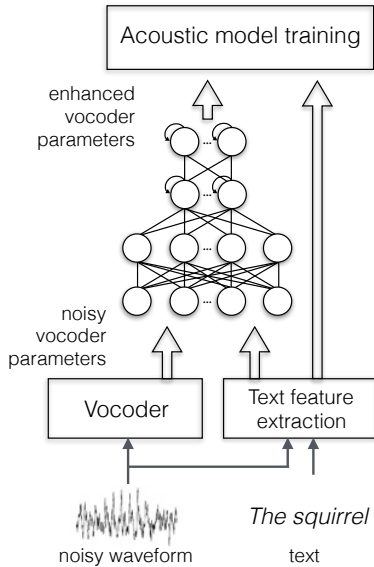 Acoustic model training
enhanced
vocoder
parameters
...
...
...
...
noisy
vocoder
parameters
Vocoder
Text feature
extraction
The squirrel
noisy waveform
text